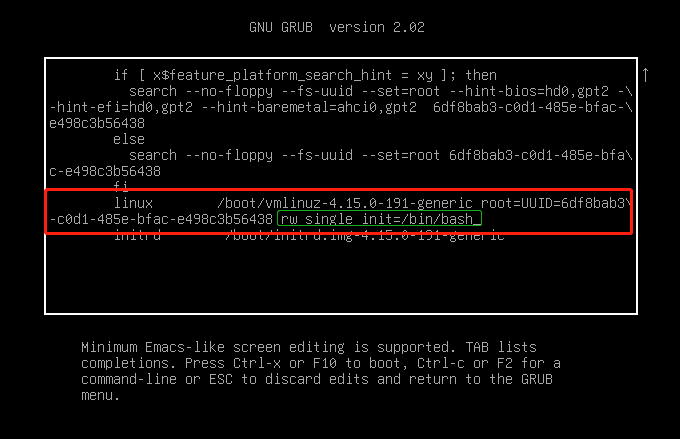 GNU GRUB  version 2.02
if [ x$feature_platform_search_hint = xy ]; then
search --no-floppy --fs-uuid --set=root --hint-bios=hd0,gpt2 -\
-hint-efi=hd0,gpt2 --hint-baremetal=ahci0,gpt2  6df8bab3-c0d1-485e-bfac-\
e498c3b56438
else
search --no-floppy --fs-uuid --set=root 6df8bab3-c0d1-485e-bfa\
c-e498c3b56438
fi
linux        /boot/vmlinuz-4.15.0-191-generic root=UUID=6df8bab3\
-c0d1-485e-bfac-e498c3b56438 rw single init=/bin/bash_
initrd       /boot/initrd.img-4.15.0-191-generic
Minimum Emacs-like screen editing is supported. TAB lists
completions. Press Ctrl-x or F10 to boot, Ctrl-c or F2 for a
command-line or ESC to discard edits and return to the GRUB
menu.